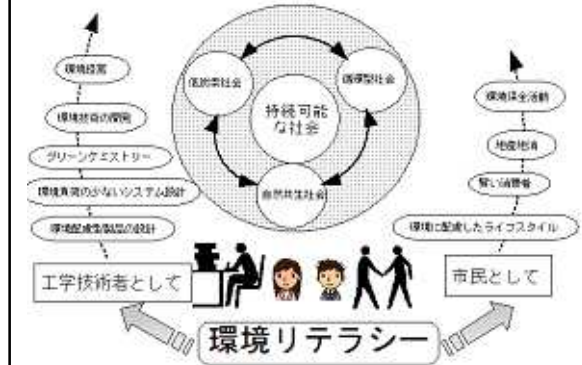 環境経営
環境技術の開発
グリーンケミストリー
環境負荷の少ないシステム設計
環境配慮型製品の設計
工学技術者として
低炭素社会
循環型社会
持続可能
な社会
自然共生社会
環境保全活動
地産地消
賢い消費者
環境に配慮したライフスタイル
市民として
環境リテラシー